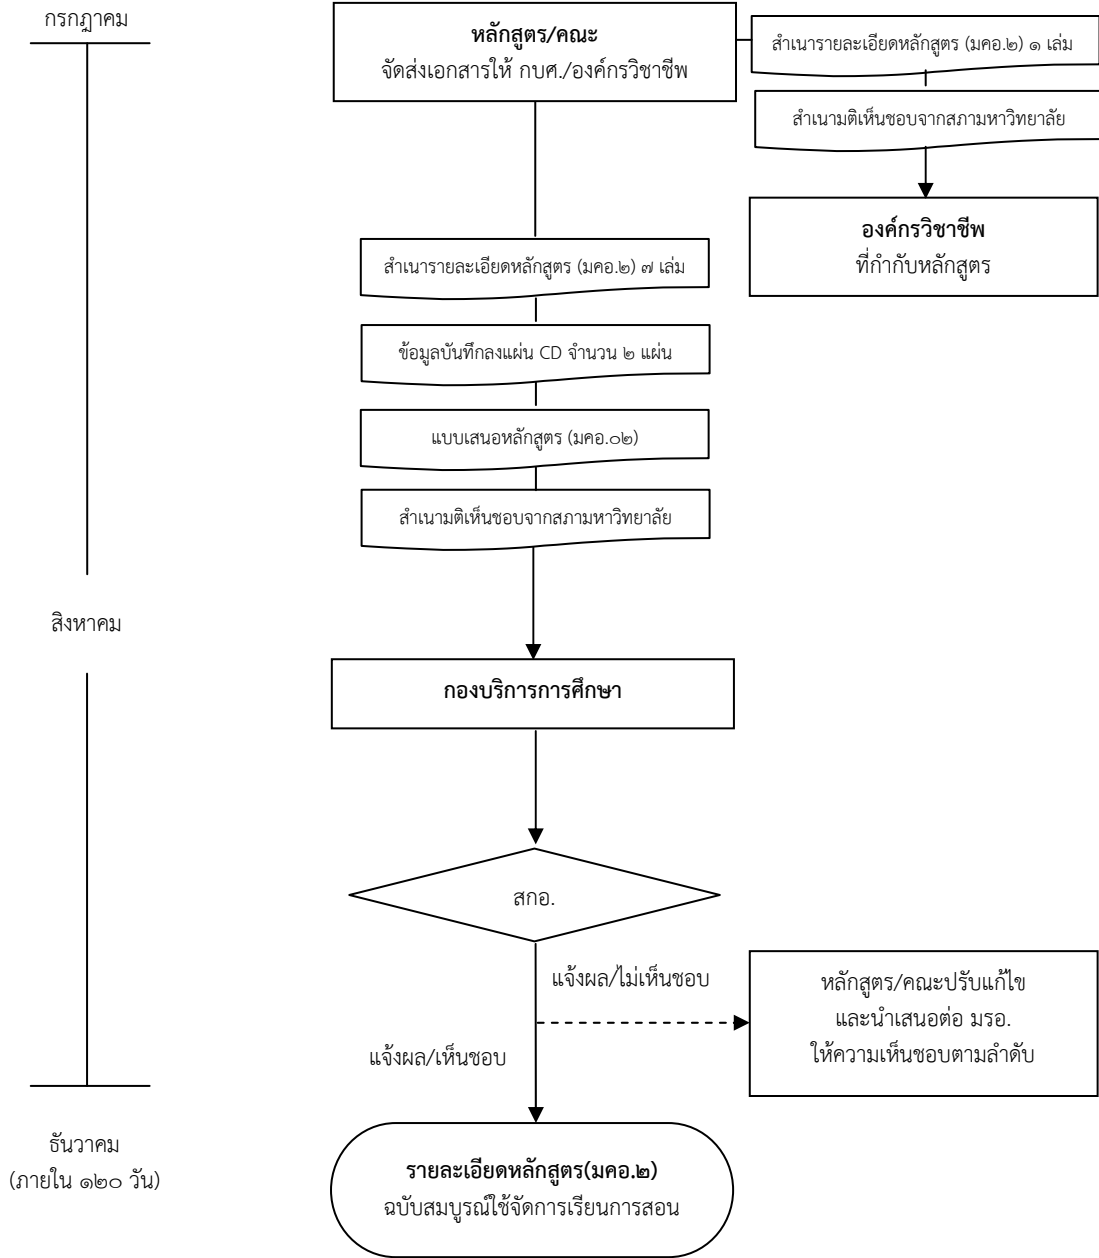 กรกฎาคม
หลักสูตร/คณะ
จัดส่งเอกสารให้ กบศ./องค์กรวิชาชีพ
สำเนารายละเอียดหลักสูตร (มคอ.๒) ๑ เล่ม
สำเนามติเห็นชอบจากสภามหาวิทยาลัย
องค์กรวิชาชีพ
ที่กำกับหลักสูตร
สำเนารายละเอียดหลักสูตร (มคอ.๒) ๗ เล่ม
ข้อมูลบันทึกลงแผ่น CD จำนวน ๒ แผ่น
แบบเสนอหลักสูตร (มคอ.๐๒)
สำเนามติเห็นชอบจากสภามหาวิทยาลัย
สิงหาคม
กองบริการการศึกษา
สกอ.
แจ้งผล/ไม่เห็นชอบ
หลักสูตร/คณะปรับแก้ไข
และนำเสนอต่อ มรอ.
ให้ความเห็นชอบตามลำดับ
แจ้งผล/เห็นชอบ
ธันวาคม
(ภายใน ๑๒๐ วัน)
รายละเอียดหลักสูตร(มคอ.๒)
ฉบับสมบูรณ์ใช้จัดการเรียนการสอน